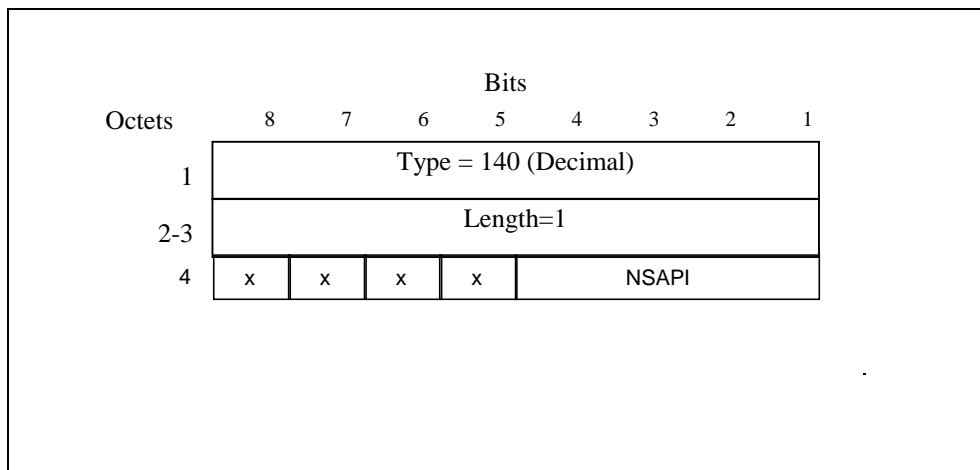 Bits
Octets 8 7 6 5 4 3 2 1
1 Type = 140 (Decimal)
2-3 Length=1
4 x x x x NSAPI
.